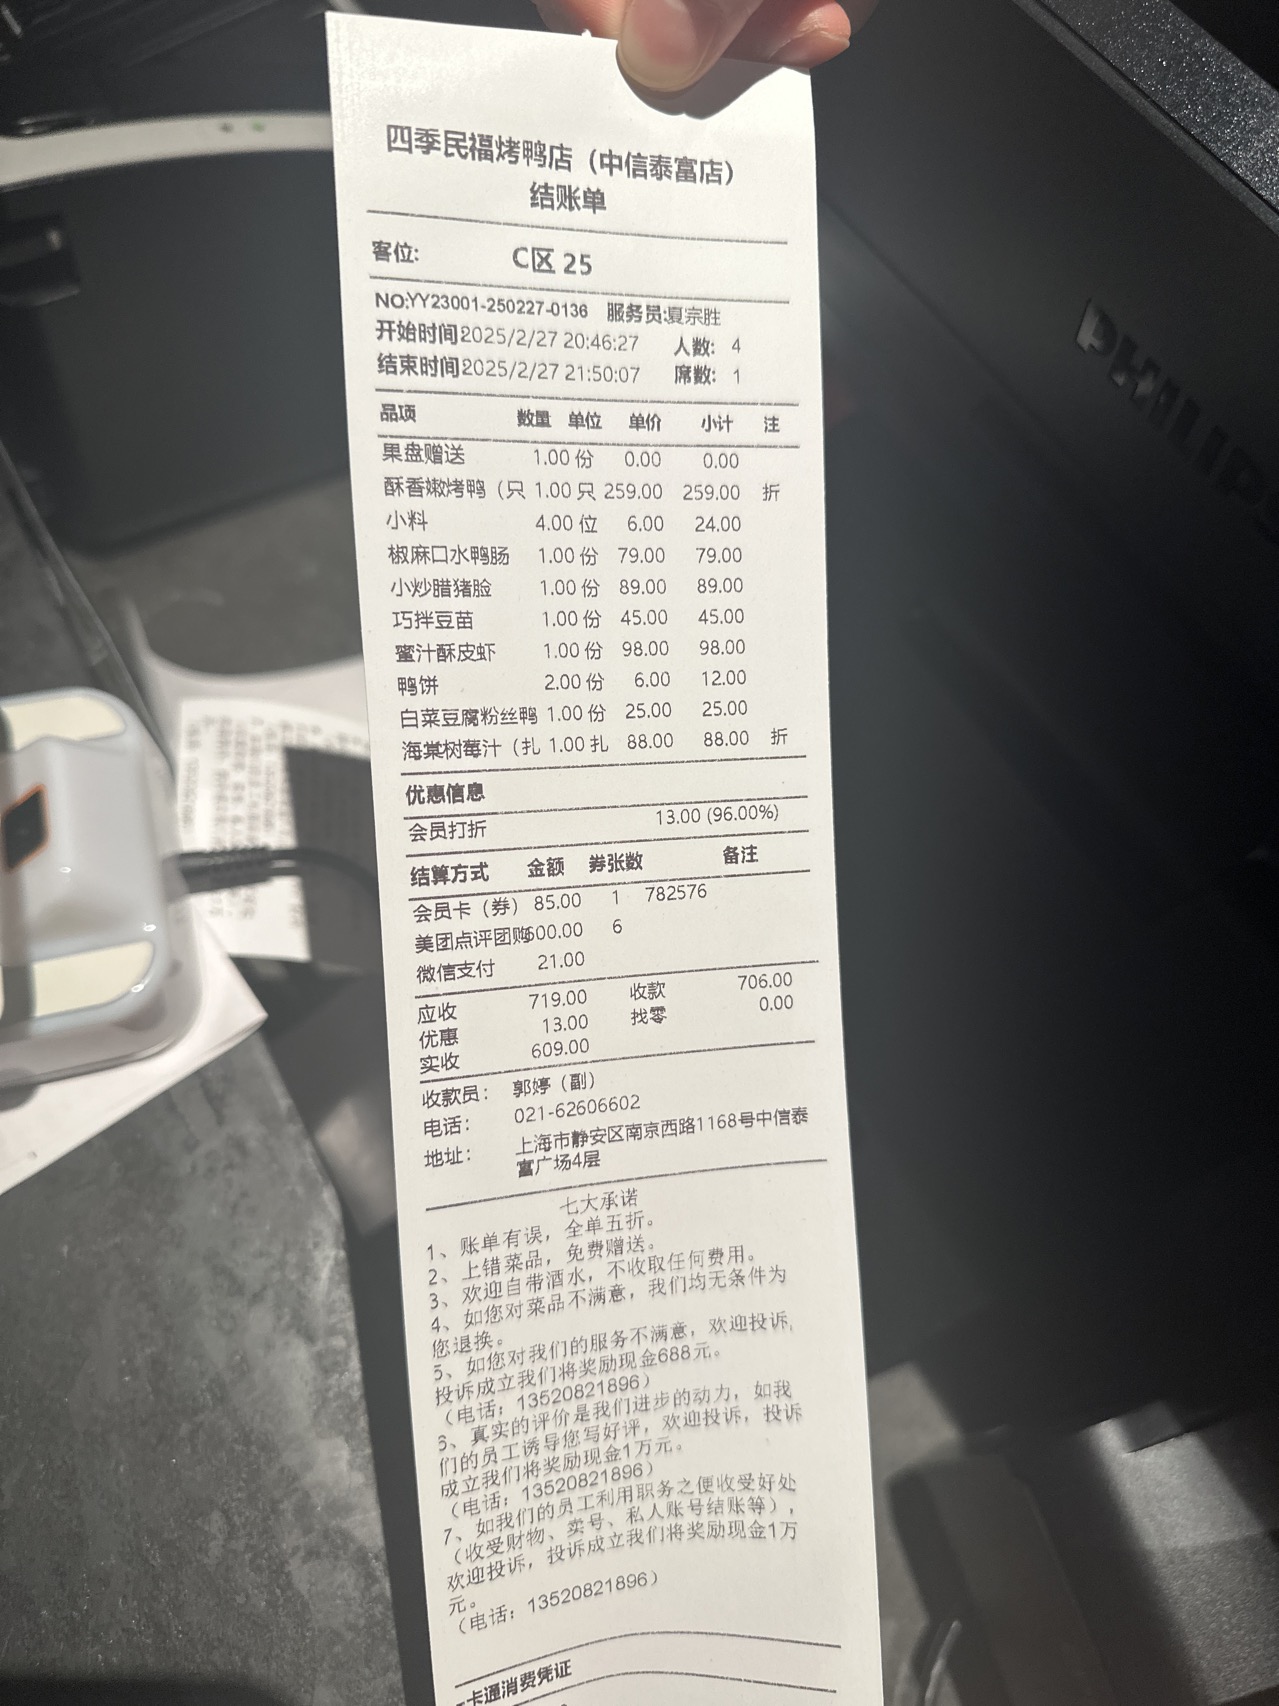 四季民福烤鸭店（中信泰富店）
结账单
客位: C区 25
NO:YY23001-250227-0136 服务员:夏宗胜
开始时间2025/2/27 20:46:27 人数: 4
结束时间2025/2/27 21:50:07 席数: 1
品项 数量 单位 单价 小计 注
果盘赠送 1.00 份 0.00 0.00
酥香嫩烤鸭（只 1.00 只 259.00 259.00 折
小料 4.00 位 6.00 24.00
椒麻口水鸭肠 1.00 份 79.00 79.00
小炒腊猪脸 1.00 份 89.00 89.00
巧拌豆苗 1.00 份 45.00 45.00
蜜汁酥皮虾 1.00 份 98.00 98.00
鸭饼 2.00 份 6.00 12.00
白菜豆腐粉丝鸭 1.00 份 25.00 25.00
海棠树莓汁（扎 1.00 扎 88.00 88.00 折
优惠信息
会员打折 13.00 (96.00%)
结算方式 金额 券张数 备注
会员卡（券） 85.00 1 782576
美团点评团购600.00 6
微信支付 21.00
应收 719.00 收款 706.00
优惠 13.00 找零 0.00
实收 609.00
收款员: 郭婷（副）
电话: 021-62606602
地址: 上海市静安区南京西路1168号中信泰
富广场4层
七大承诺
1、账单有误，全单五折。
2、上错菜品，免费赠送。
3、欢迎自带酒水，不收取任何费用。
4、如您对菜品不满意，我们均无条件为
您退换。
5、如您对我们的服务不满意，欢迎投诉,
投诉成立我们将奖励现金688元。
（电话：13520821896）
6、真实的评价是我们进步的动力，如我
们的员工诱导您写好评，欢迎投诉，投诉
成立我们将奖励现金1万元。
（电话：13520821896）
7、如我们的员工利用职务之便收受好处
（收受财物、卖号、私人账号结账等），
欢迎投诉，投诉成立我们将奖励现金1万
元。
（电话：13520821896）
卡通消费凭证
PHILIPS